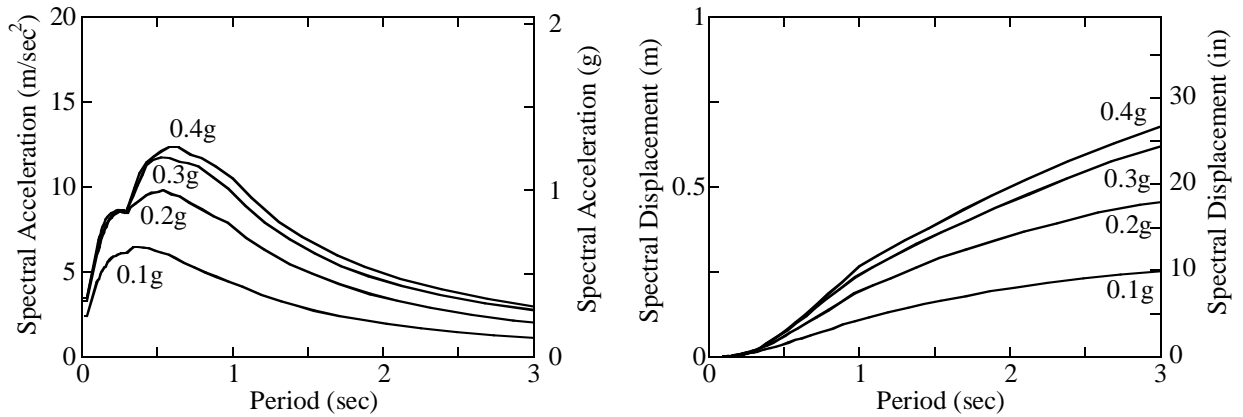 Spectral Acceleration (m/sec²)
20
15
10
5
0
0.4g
0.3g
0.2g
0.1g
0
1
2
3
Period (sec)
2
1
0
Spectral Acceleration (g)
Spectral Displacement (m)
1
0.5
0
0.4g
0.3g
0.2g
0.1g
0
1
2
3
Period (sec)
30
20
10
0
Spectral Displacement (in)